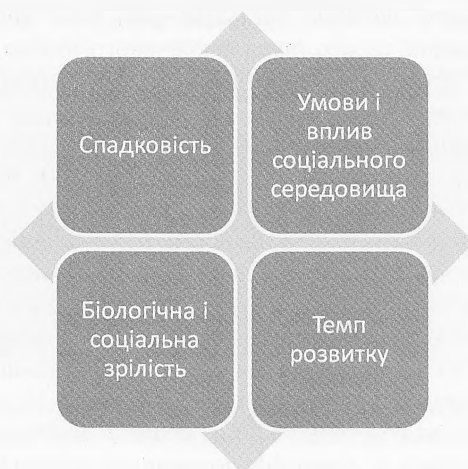 Спадковість
Умови і
вплив
соціального
середовища
Біологічна і
соціальна
зрілість
Темп
розвитку